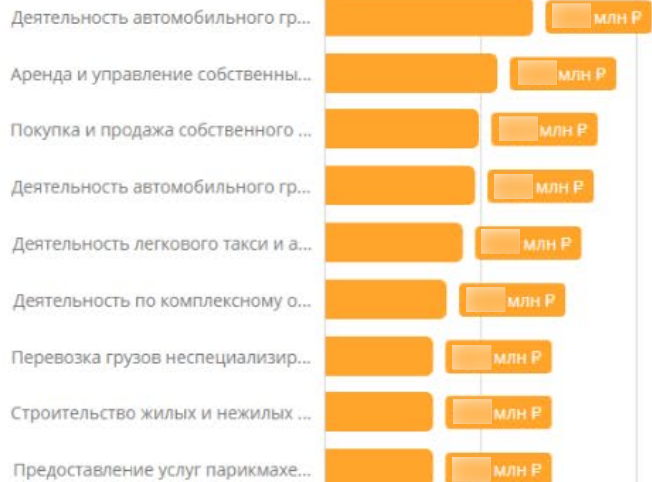 Деятельность автомобильного гр...
млн ₽
Аренда и управление собственны...
млн ₽
Покупка и продажа собственного ...
млн ₽
Деятельность автомобильного гр...
млн ₽
Деятельность легкового такси и а...
млн ₽
Деятельность по комплексному о...
млн ₽
Перевозка грузов неспециализир...
млн ₽
Строительство жилых и нежилых ...
млн ₽
Предоставление услуг парикмахе...
млн ₽